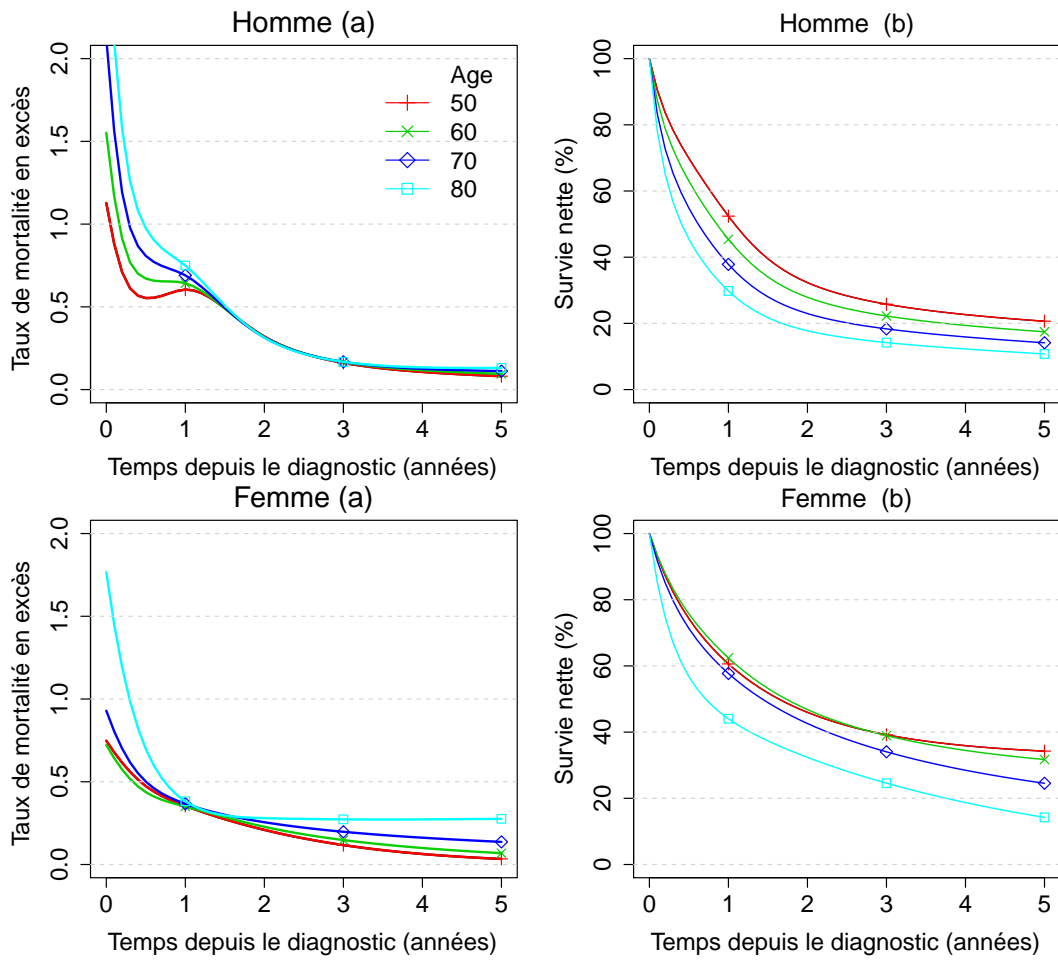 Homme (a)
Taux de mortalité en excès
2.0
1.5
1.0
0.5
0.0
Age
50
60
70
80
0 1 2 3 4 5
Temps depuis le diagnostic (années)
Homme (b)
Survie nette (%)
100
80
60
40
20
0
0 1 2 3 4 5
Temps depuis le diagnostic (années)
Femme (a)
Taux de mortalité en excès
2.0
1.5
1.0
0.5
0.0
0 1 2 3 4 5
Temps depuis le diagnostic (années)
Femme (b)
Survie nette (%)
100
80
60
40
20
0
0 1 2 3 4 5
Temps depuis le diagnostic (années)